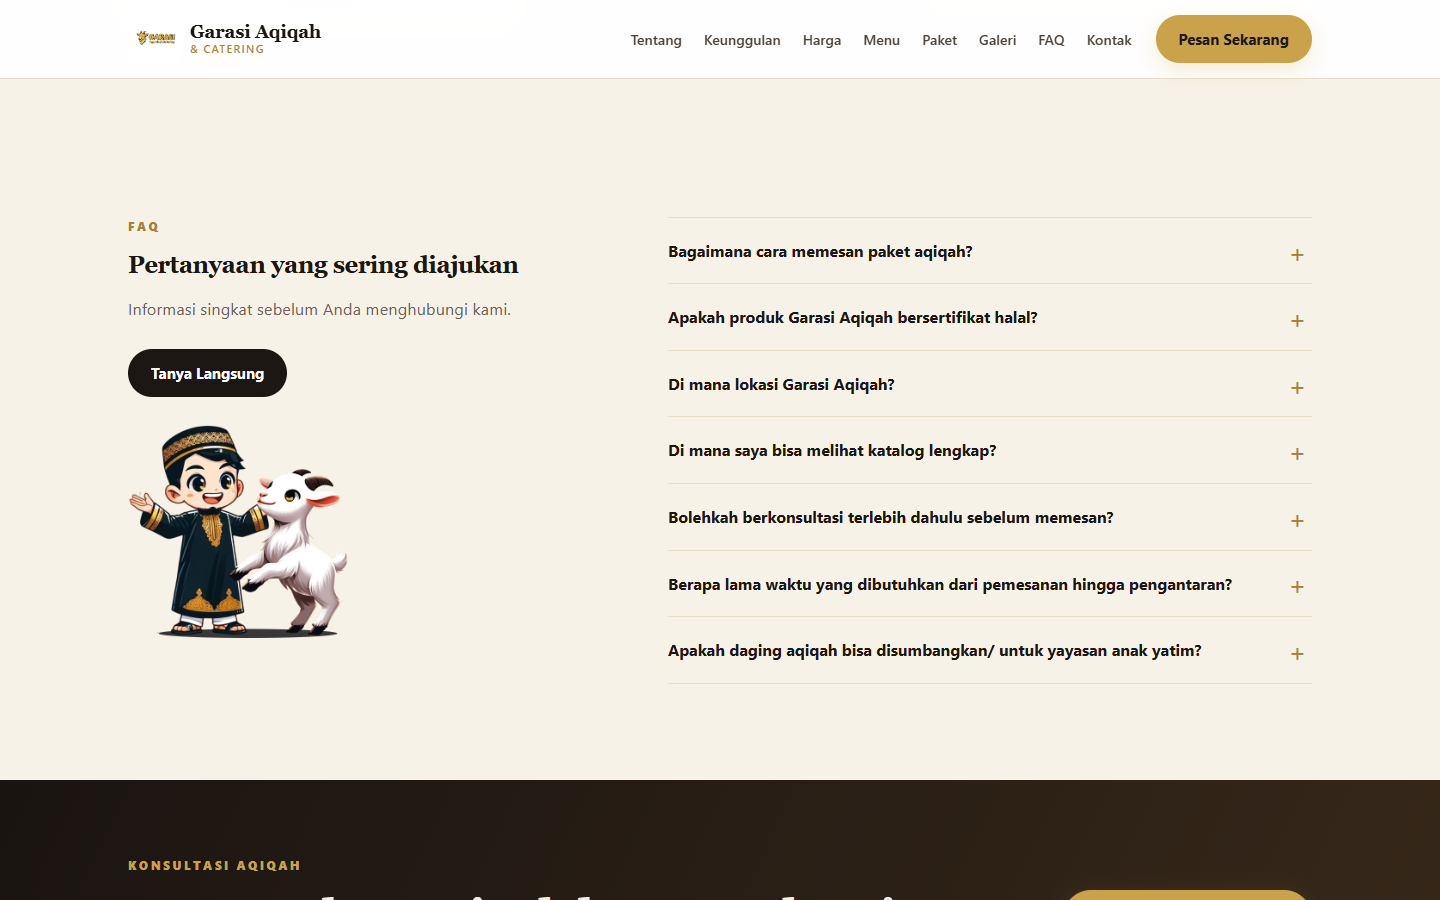 GARASI
Garasi Aqiqah
& CATERING
Tentang
Keunggulan
Harga
Menu
Paket
Galeri
FAQ
Kontak
Pesan Sekarang
FAQ
Pertanyaan yang sering diajukan
Informasi singkat sebelum Anda menghubungi kami.
Tanya Langsung
Bagaimana cara memesan paket aqiqah?
Apakah produk Garasi Aqiqah bersertifikat halal?
Di mana lokasi Garasi Aqiqah?
Di mana saya bisa melihat katalog lengkap?
Bolehkah berkonsultasi terlebih dahulu sebelum memesan?
Berapa lama waktu yang dibutuhkan dari pemesanan hingga pengantaran?
Apakah daging aqiqah bisa disumbangkan/ untuk yayasan anak yatim?
KONSULTASI AQIQAH